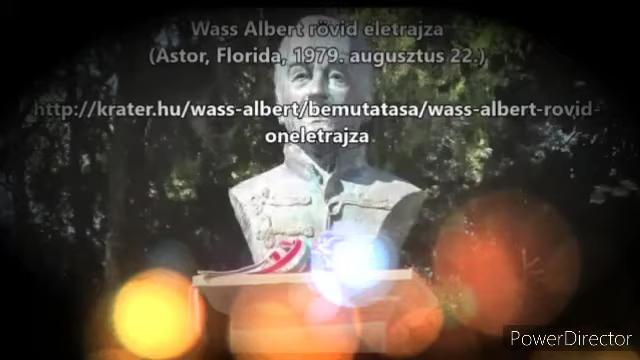 Wass Albert rövid életrajza
(Astor, Florida, 1979. augusztus 22.)
http://krater.hu/wass-albert/bemutatasa/wass-albert-rovid-
oneletrajza
PowerDirector